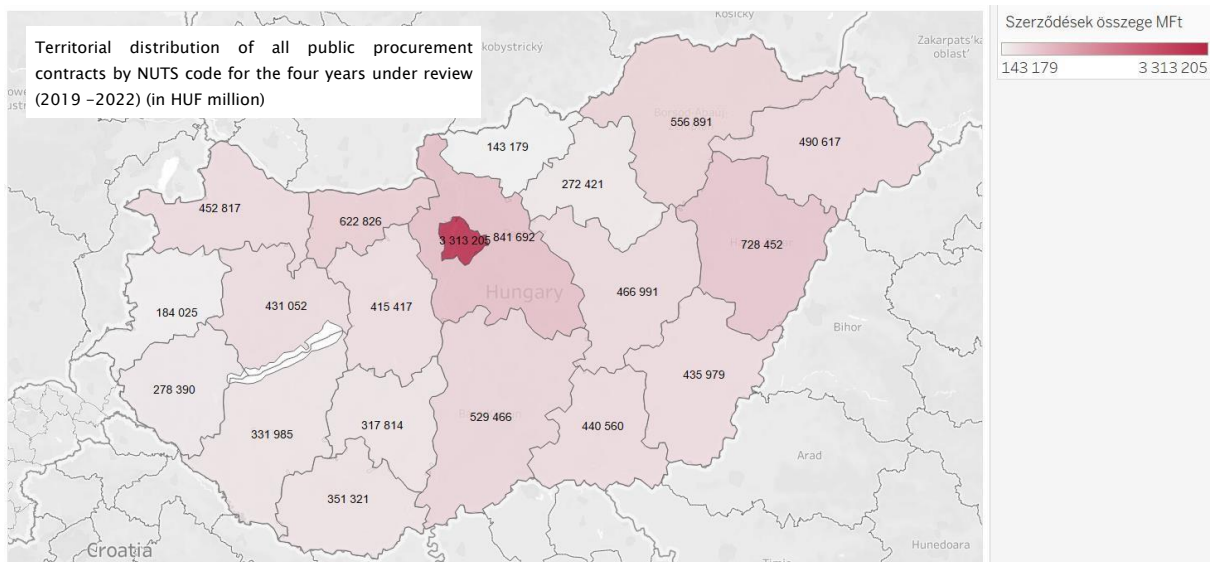 Territorial distribution of all public procurement
contracts by NUTS code for the four years under review
(2019 –2022) (in HUF million)
Szerződések összege MFt
143 179 3 313 205
Košický
kobystrický
Zakarpats'ka
oblast'
556 891
490 617
143 179
272 421
452 817
622 826
3 313 205
841 692
728 452
Hungary
466 991
184 025
431 052
415 417
Bihor
278 390
435 979
331 985
317 814
529 466
440 560
351 321
Arad
Croatia
Hunedoara